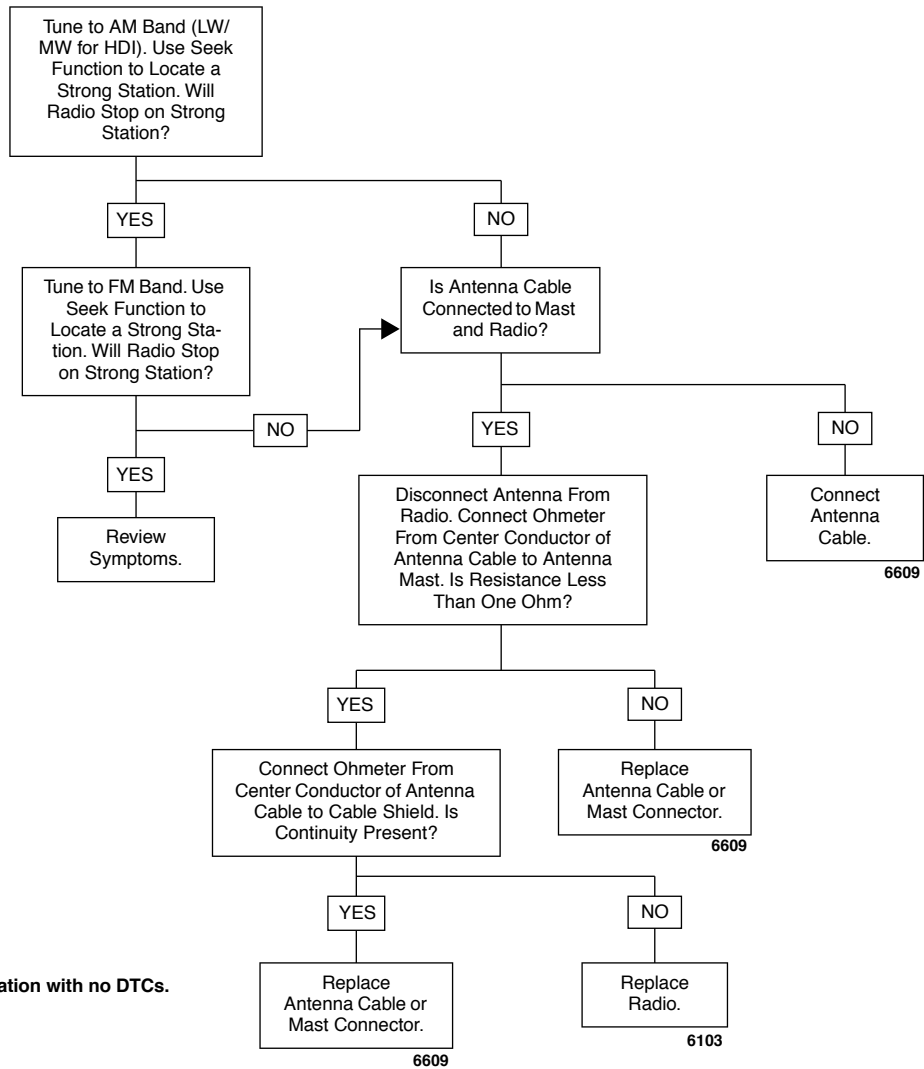 Tune to AM Band (LW/
MW for HDI). Use Seek
Function to Locate a
Strong Station. Will
Radio Stop on Strong
Station?
YES
NO
Tune to FM Band. Use
Seek Function to
Locate a Strong Sta-
tion. Will Radio Stop
on Strong Station?
Is Antenna Cable
Connected to Mast
and Radio?
NO
YES
NO
YES
Review
Symptoms.
Disconnect Antenna From
Radio. Connect Ohmeter
From Center Conductor of
Antenna Cable to Antenna
Mast. Is Resistance Less
Than One Ohm?
Connect
Antenna
Cable.
6609
YES
NO
Connect Ohmeter From
Center Conductor of Antenna
Cable to Cable Shield. Is
Continuity Present?
Replace
Antenna Cable or
Mast Connector.
6609
YES
NO
ation with no DTCs.
Replace
Antenna Cable or
Mast Connector.
6609
Replace
Radio.
6103